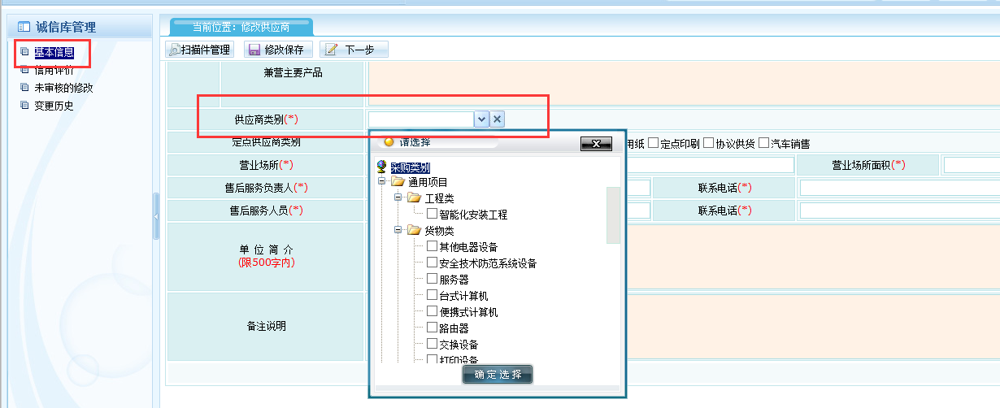 诚信库管理
基本信息
信用评价
未审核的修改
变更历史
当前位置：修改供应商
扫描件管理
修改保存
下一步
兼营主要产品
供应商类别(*)
定点供应商类别
用纸 定点印刷 协议供货 汽车销售
营业场所(*)
营业场所面积(*)
售后服务负责人(*)
联系电话(*)
售后服务人员(*)
联系电话(*)
单 位 简 介
(限500字内)
备注说明
请选择
采购类别
通用项目
工程类
智能化安装工程
货物类
其他电器设备
安全技术防范系统设备
服务器
台式计算机
便携式计算机
路由器
交换设备
打印设备
确定选择